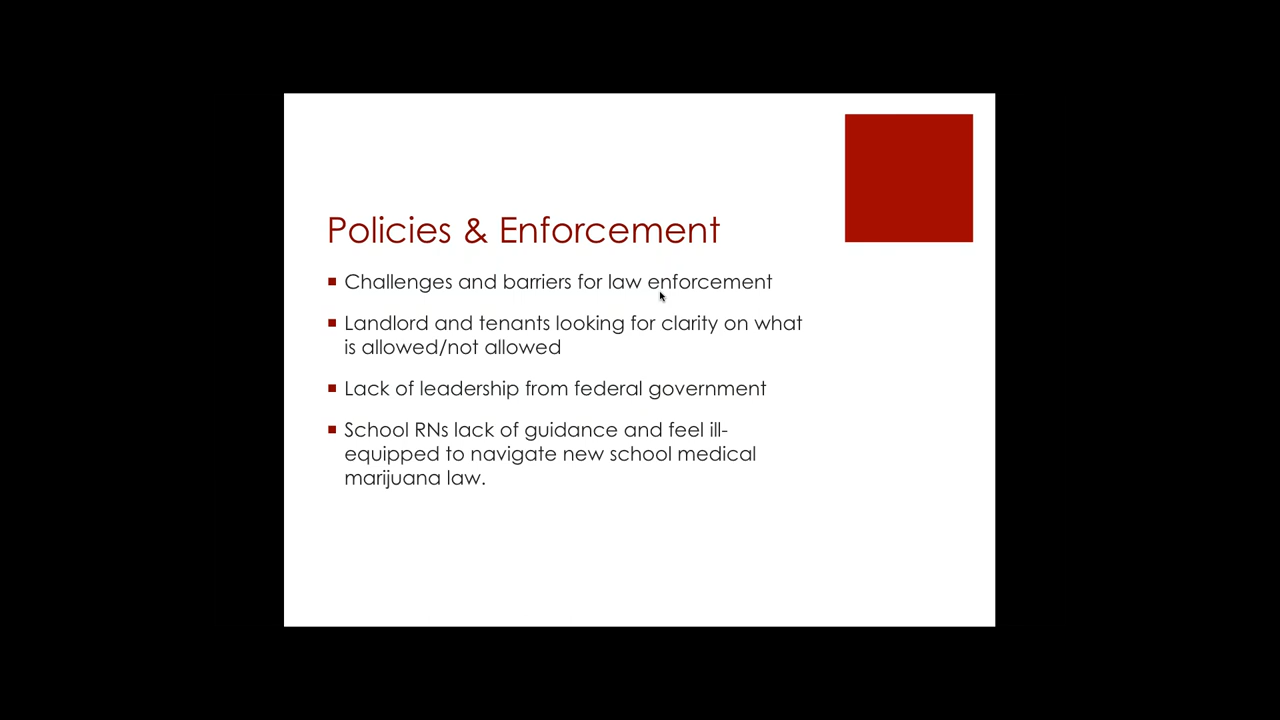 Policies & Enforcement
Challenges and barriers for law enforcement
Landlord and tenants looking for clarity on what
is allowed/not allowed
Lack of leadership from federal government
School RNs lack of guidance and feel ill-
equipped to navigate new school medical
marijuana law.